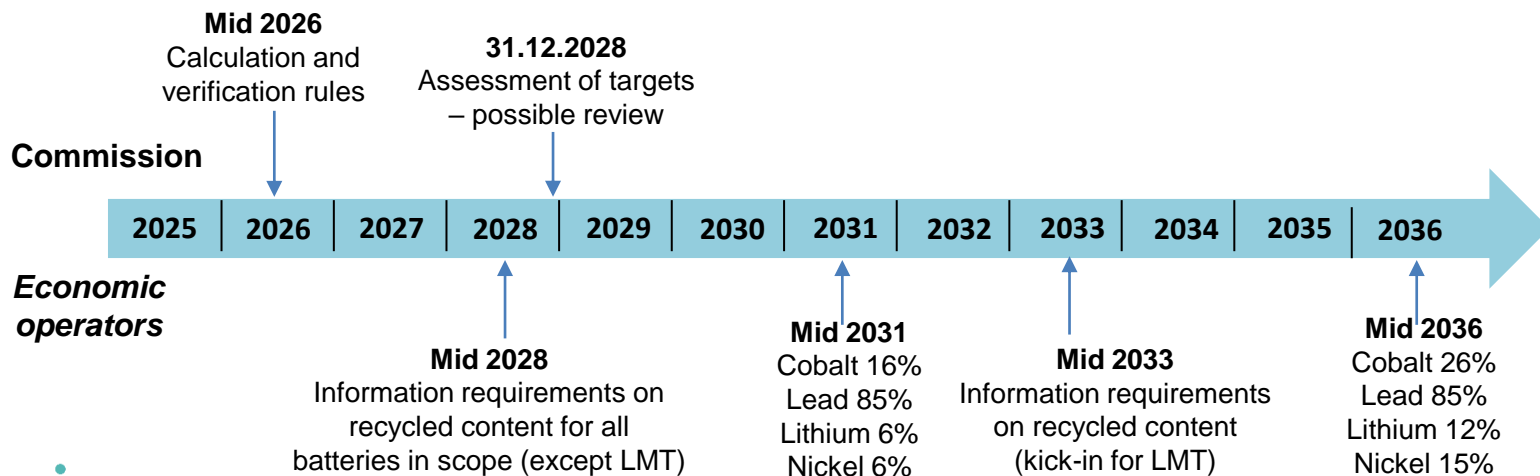 Mid 2026
Calculation and
verification rules
31.12.2028
Assessment of targets
– possible review
Commission
2025 2026 2027 2028 2029 2030 2031 2032 2033 2034 2035 2036
Economic
operators
Mid 2028
Information requirements on
recycled content for all
batteries in scope (except LMT)
Mid 2031
Cobalt 16%
Lead 85%
Lithium 6%
Nickel 6%
Mid 2033
Information requirements
on recycled content
(kick-in for LMT)
Mid 2036
Cobalt 26%
Lead 85%
Lithium 12%
Nickel 15%